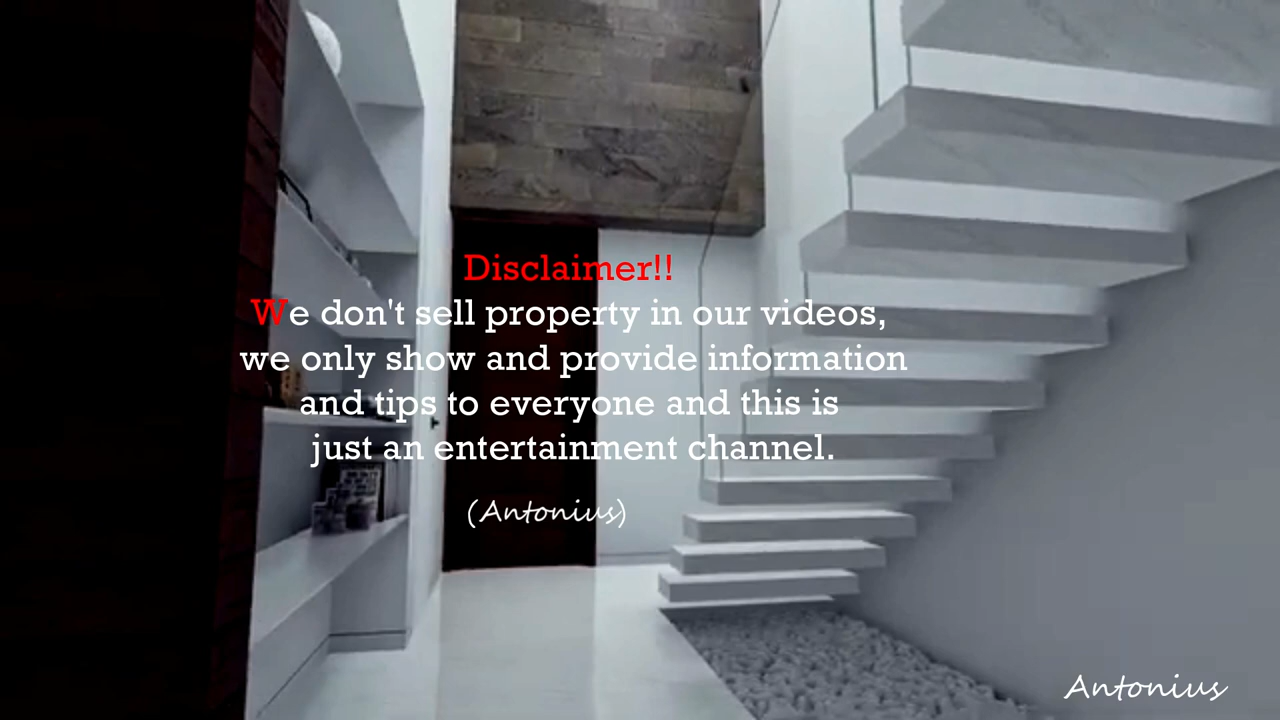 Disclaimer!!
We don't sell property in our videos,
we only show and provide information
and tips to everyone and this is
just an entertainment channel.
(Antonius)
Antonius